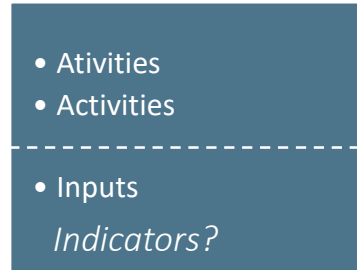 • Ativities
• Activities
• Inputs
Indicators?